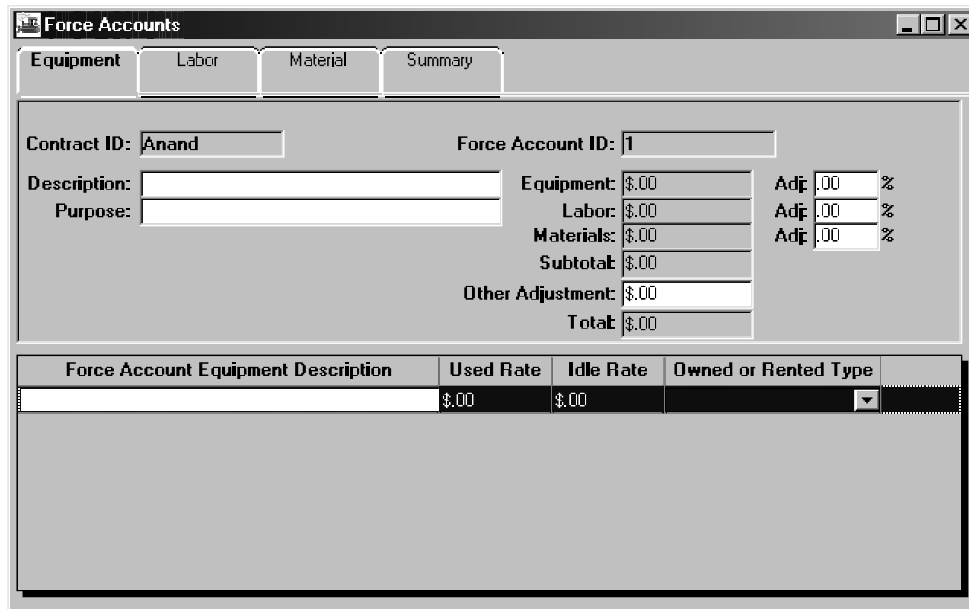 Force Accounts
Equipment Labor Material Summary
Contract ID: Anand Force Account ID: 1
Description: Equipment: $.00 Adj: .00 %
Purpose: Labor: $.00 Adj: .00 %
Materials: $.00 Adj: .00 %
Subtotal: $.00
Other Adjustment: $.00
Total: $.00
Force Account Equipment Description Used Rate Idle Rate Owned or Rented Type
$.00 $.00